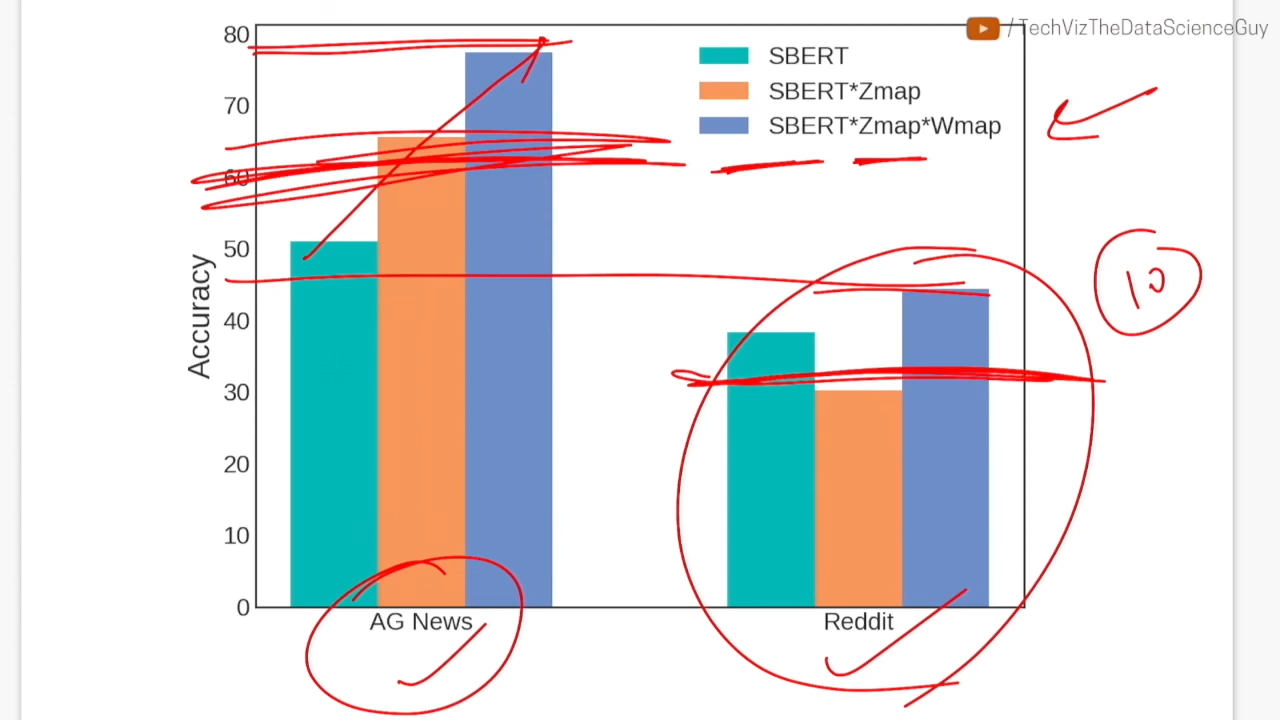 /TechVizTheDataScienceGuy
80
70
60
50
40
30
20
10
0
Accuracy
SBERT
SBERT*Zmap
SBERT*Zmap*Wmap
10
AG News
Reddit